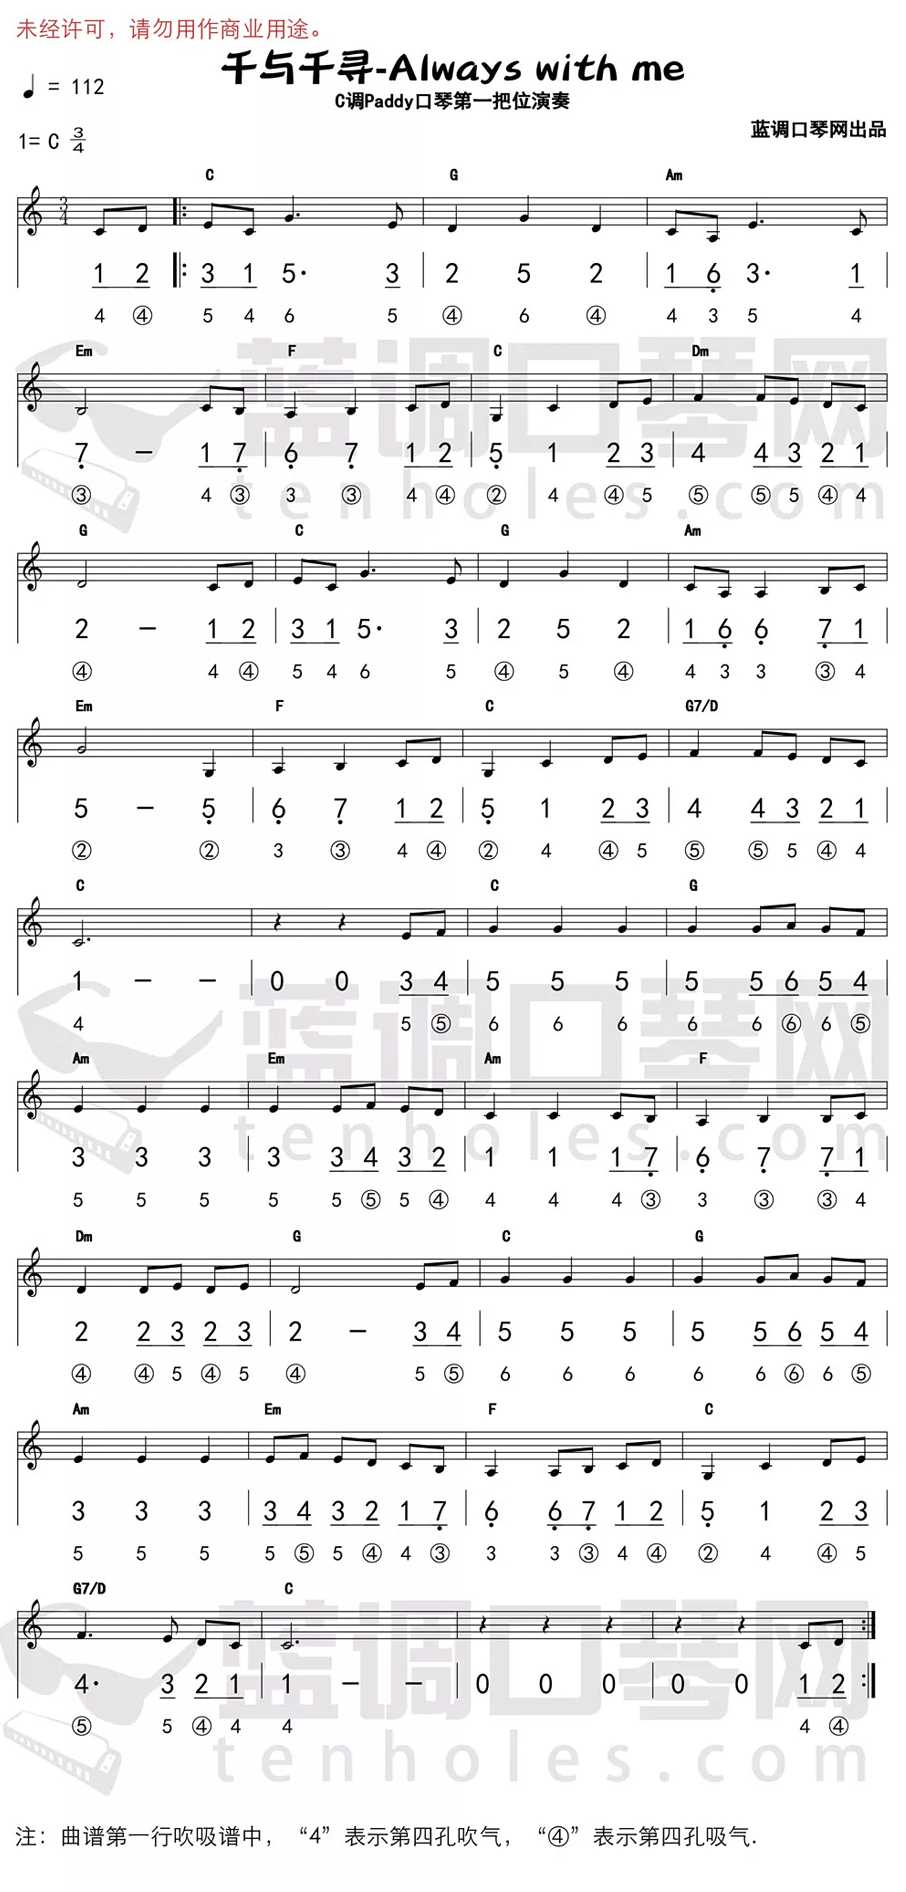 未经许可，请勿用作商业用途。
千与千寻-Always with me
♩ = 112
C调Paddy口琴第一把位演奏
蓝调口琴网出品
1= C 3/4
C G Am
1 2 3 1 5· 3 2 5 2 1 6 3· 1
4 ④ 5 4 6 5 ④ 6 ④ 4 3 5 4
Em F C Dm
7 － 1 7 6 7 1 2 5 1 2 3 4 4 3 2 1
③ 4 ③ 3 ③ 4 ④ ② 4 ④ 5 ⑤ ⑤ 5 ④ 4
G C G Am
2 － 1 2 3 1 5· 3 2 5 2 1 6 6 7 1
④ 4 ④ 5 4 6 5 ④ 5 ④ 4 3 3 ③ 4
Em F C G7/D
5 － 5 6 7 1 2 5 1 2 3 4 4 3 2 1
② ② 3 ③ 4 ④ ② 4 ④ 5 ⑤ ⑤ 5 ④ 4
C C G
1 － － 0 0 3 4 5 5 5 5 5 6 5 4
4 5 ⑤ 6 6 6 6 6 ⑥ 6 ⑤
Am Em Am F
3 3 3 3 3 4 3 2 1 1 1 7 6 7 7 1
5 5 5 5 5 ⑤ 5 ④ 4 4 4 ③ 3 ③ ③ 4
Dm G C G
2 2 3 2 3 2 － 3 4 5 5 5 5 5 6 5 4
④ ④ 5 ④ 5 ④ 5 ⑤ 6 6 6 6 6 ⑥ 6 ⑤
Am Em F C
3 3 3 3 4 3 2 1 7 6 6 7 1 2 5 1 2 3
5 5 5 5 ⑤ 5 ④ 4 ③ 3 3 ③ 4 ④ ② 4 ④ 5
G7/D C
4· 3 2 1 1 － － 0 0 0 0 0 1 2
⑤ 5 ④ 4 4 4 ④
注：曲谱第一行吹吸谱中，“4”表示第四孔吹气，“④”表示第四孔吸气.
蓝调口琴网
tenholes.com
蓝调口琴网
tenholes.com
蓝调口琴网
tenholes.com